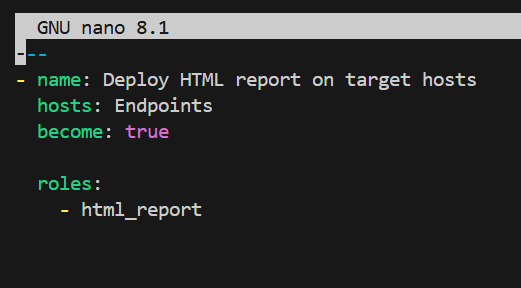 GNU nano 8.1
---
- name: Deploy HTML report on target hosts
  hosts: Endpoints
  become: true

  roles:
    - html_report